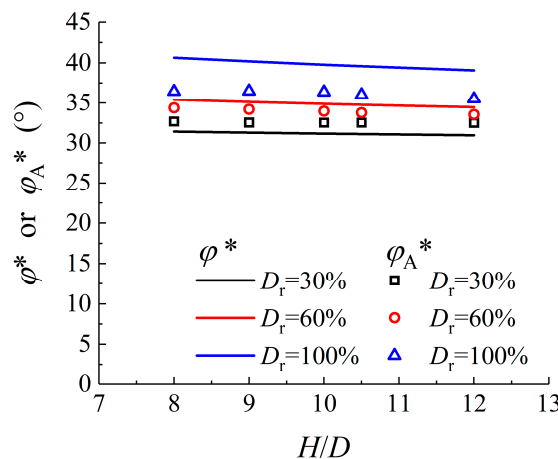 φ* or φA* (°)
45
40
35
30
25
20
15
10
5
0
φ* φA*
Dr=30% Dr=30%
Dr=60% Dr=60%
Dr=100% Dr=100%
7 8 9 10 11 12 13
H/D